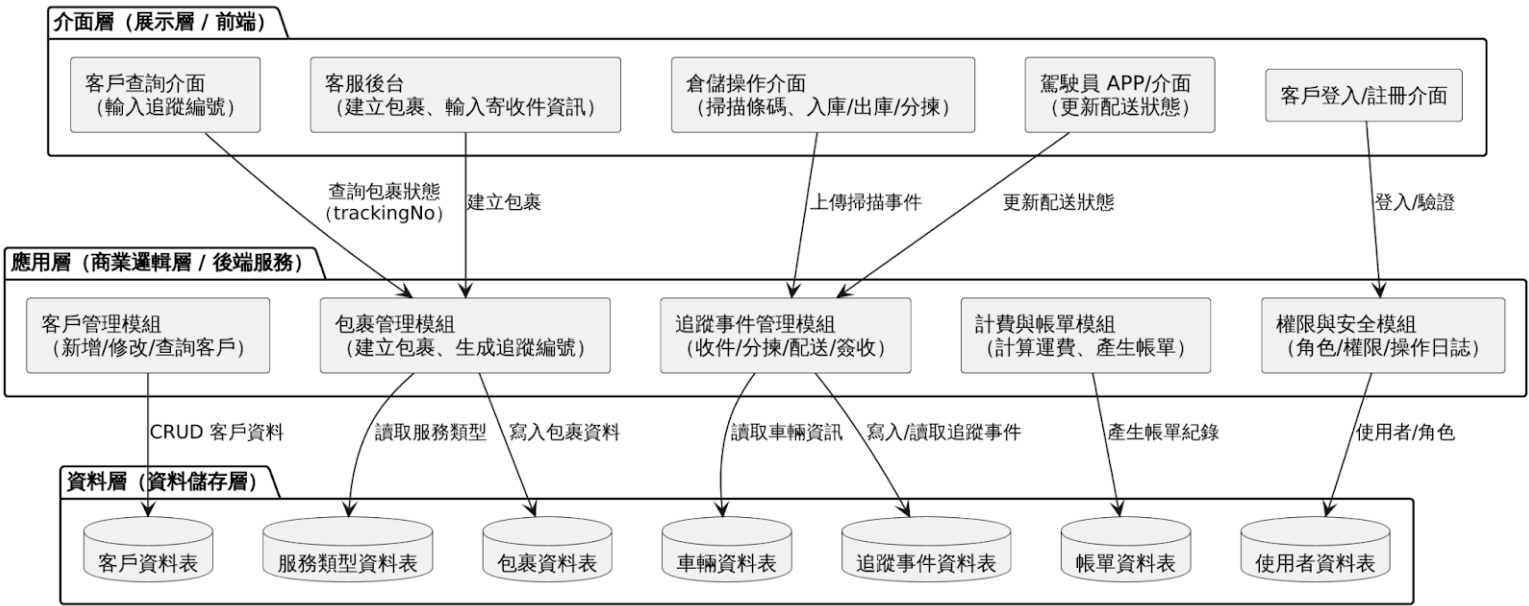 介面層（展示層 / 前端）
客戶查詢介面
（輸入追蹤編號）
客服後台
（建立包裹、輸入寄收件資訊）
倉儲操作介面
（掃描條碼、入庫/出庫/分揀）
駕駛員 APP/介面
（更新配送狀態）
客戶登入/註冊介面
查詢包裹狀態
（trackingNo）
建立包裹
上傳掃描事件
更新配送狀態
登入/驗證
應用層（商業邏輯層 / 後端服務）
客戶管理模組
（新增/修改/查詢客戶）
包裹管理模組
（建立包裹、生成追蹤編號）
追蹤事件管理模組
（收件/分揀/配送/簽收）
計費與帳單模組
（計算運費、產生帳單）
權限與安全模組
（角色/權限/操作日誌）
CRUD 客戶資料
讀取服務類型
寫入包裹資料
讀取車輛資訊
寫入/讀取追蹤事件
產生帳單紀錄
使用者/角色
資料層（資料儲存層）
客戶資料表
服務類型資料表
包裹資料表
車輛資料表
追蹤事件資料表
帳單資料表
使用者資料表